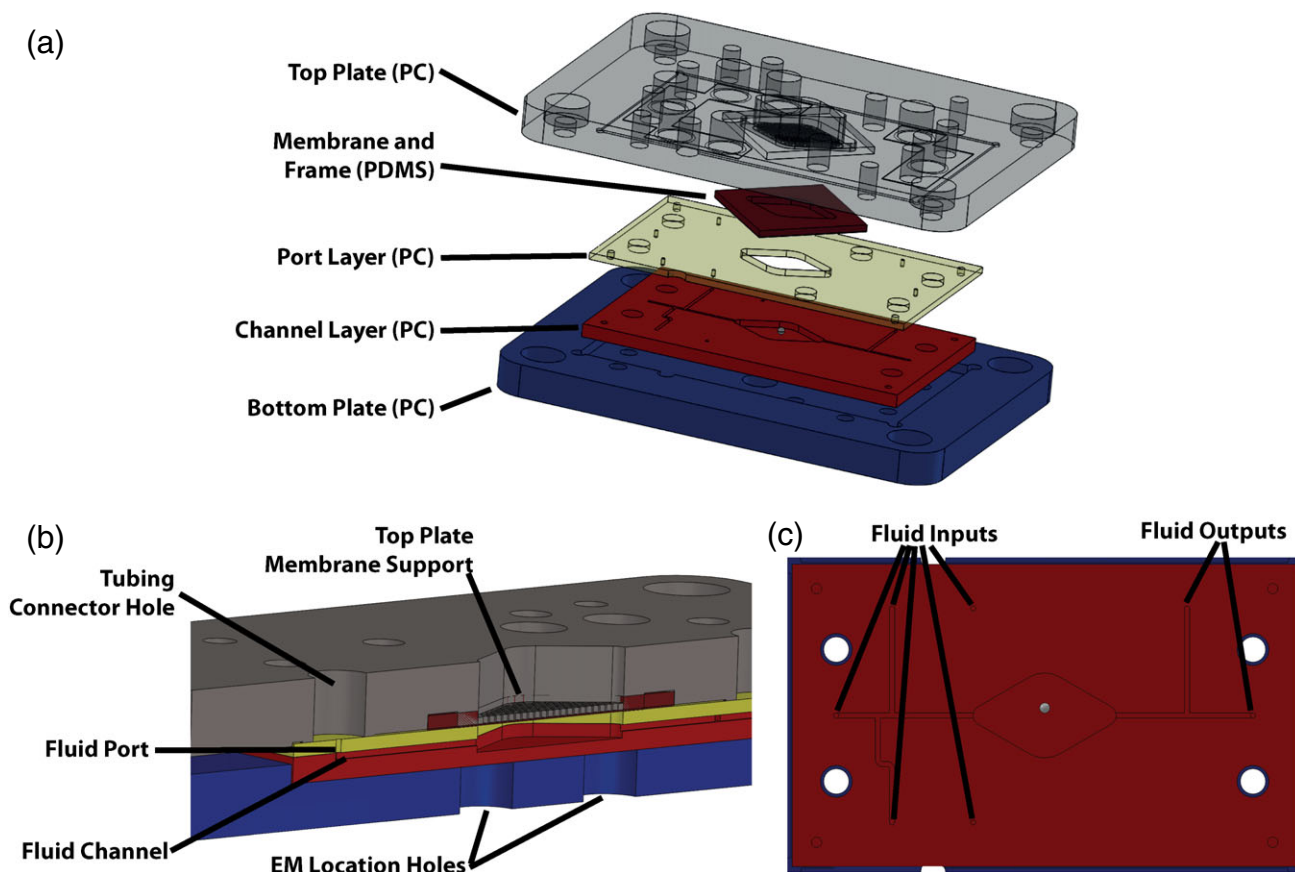 (a)
Top Plate (PC)
Membrane and
Frame (PDMS)
Port Layer (PC)
Channel Layer (PC)
Bottom Plate (PC)
(b)
Top Plate
Membrane Support
Tubing
Connector Hole
Fluid Port
Fluid Channel
EM Location Holes
(c)
Fluid Inputs
Fluid Outputs